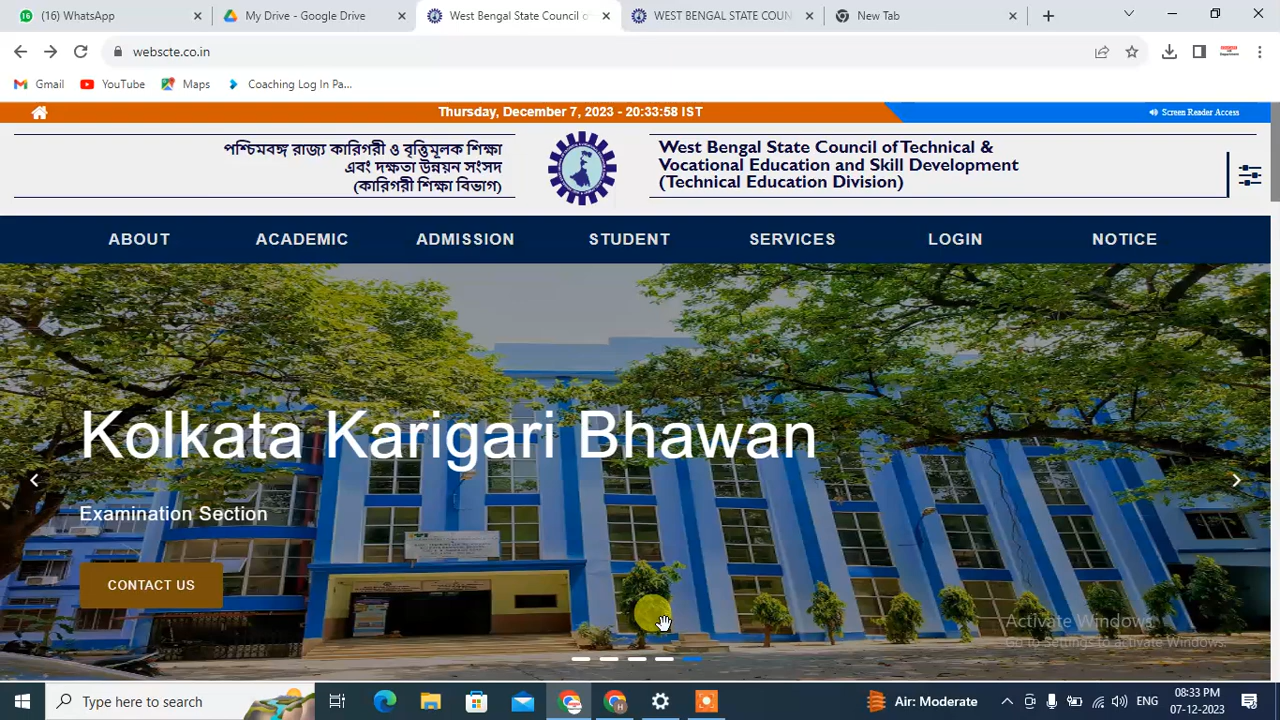 (16) WhatsApp
My Drive - Google Drive
West Bengal State Council of
WEST BENGAL STATE COUN
New Tab
webscte.co.in
Gmail
YouTube
Maps
Coaching Log In Pa...
Thursday, December 7, 2023 - 20:33:58 IST
Screen Reader Access
পশ্চিমবঙ্গ রাজ্য কারিগরী ও বৃত্তিমূলক শিক্ষা
এবং দক্ষতা উন্নয়ন সংসদ
(কারিগরী শিক্ষা বিভাগ)
West Bengal State Council of Technical &
Vocational Education and Skill Development
(Technical Education Division)
ABOUT
ACADEMIC
ADMISSION
STUDENT
SERVICES
LOGIN
NOTICE
Kolkata Karigari Bhawan
Examination Section
CONTACT US
Activate Windows
Go to Settings to activate Windows.
Type here to search
Air: Moderate
ENG
08:33 PM
07-12-2023